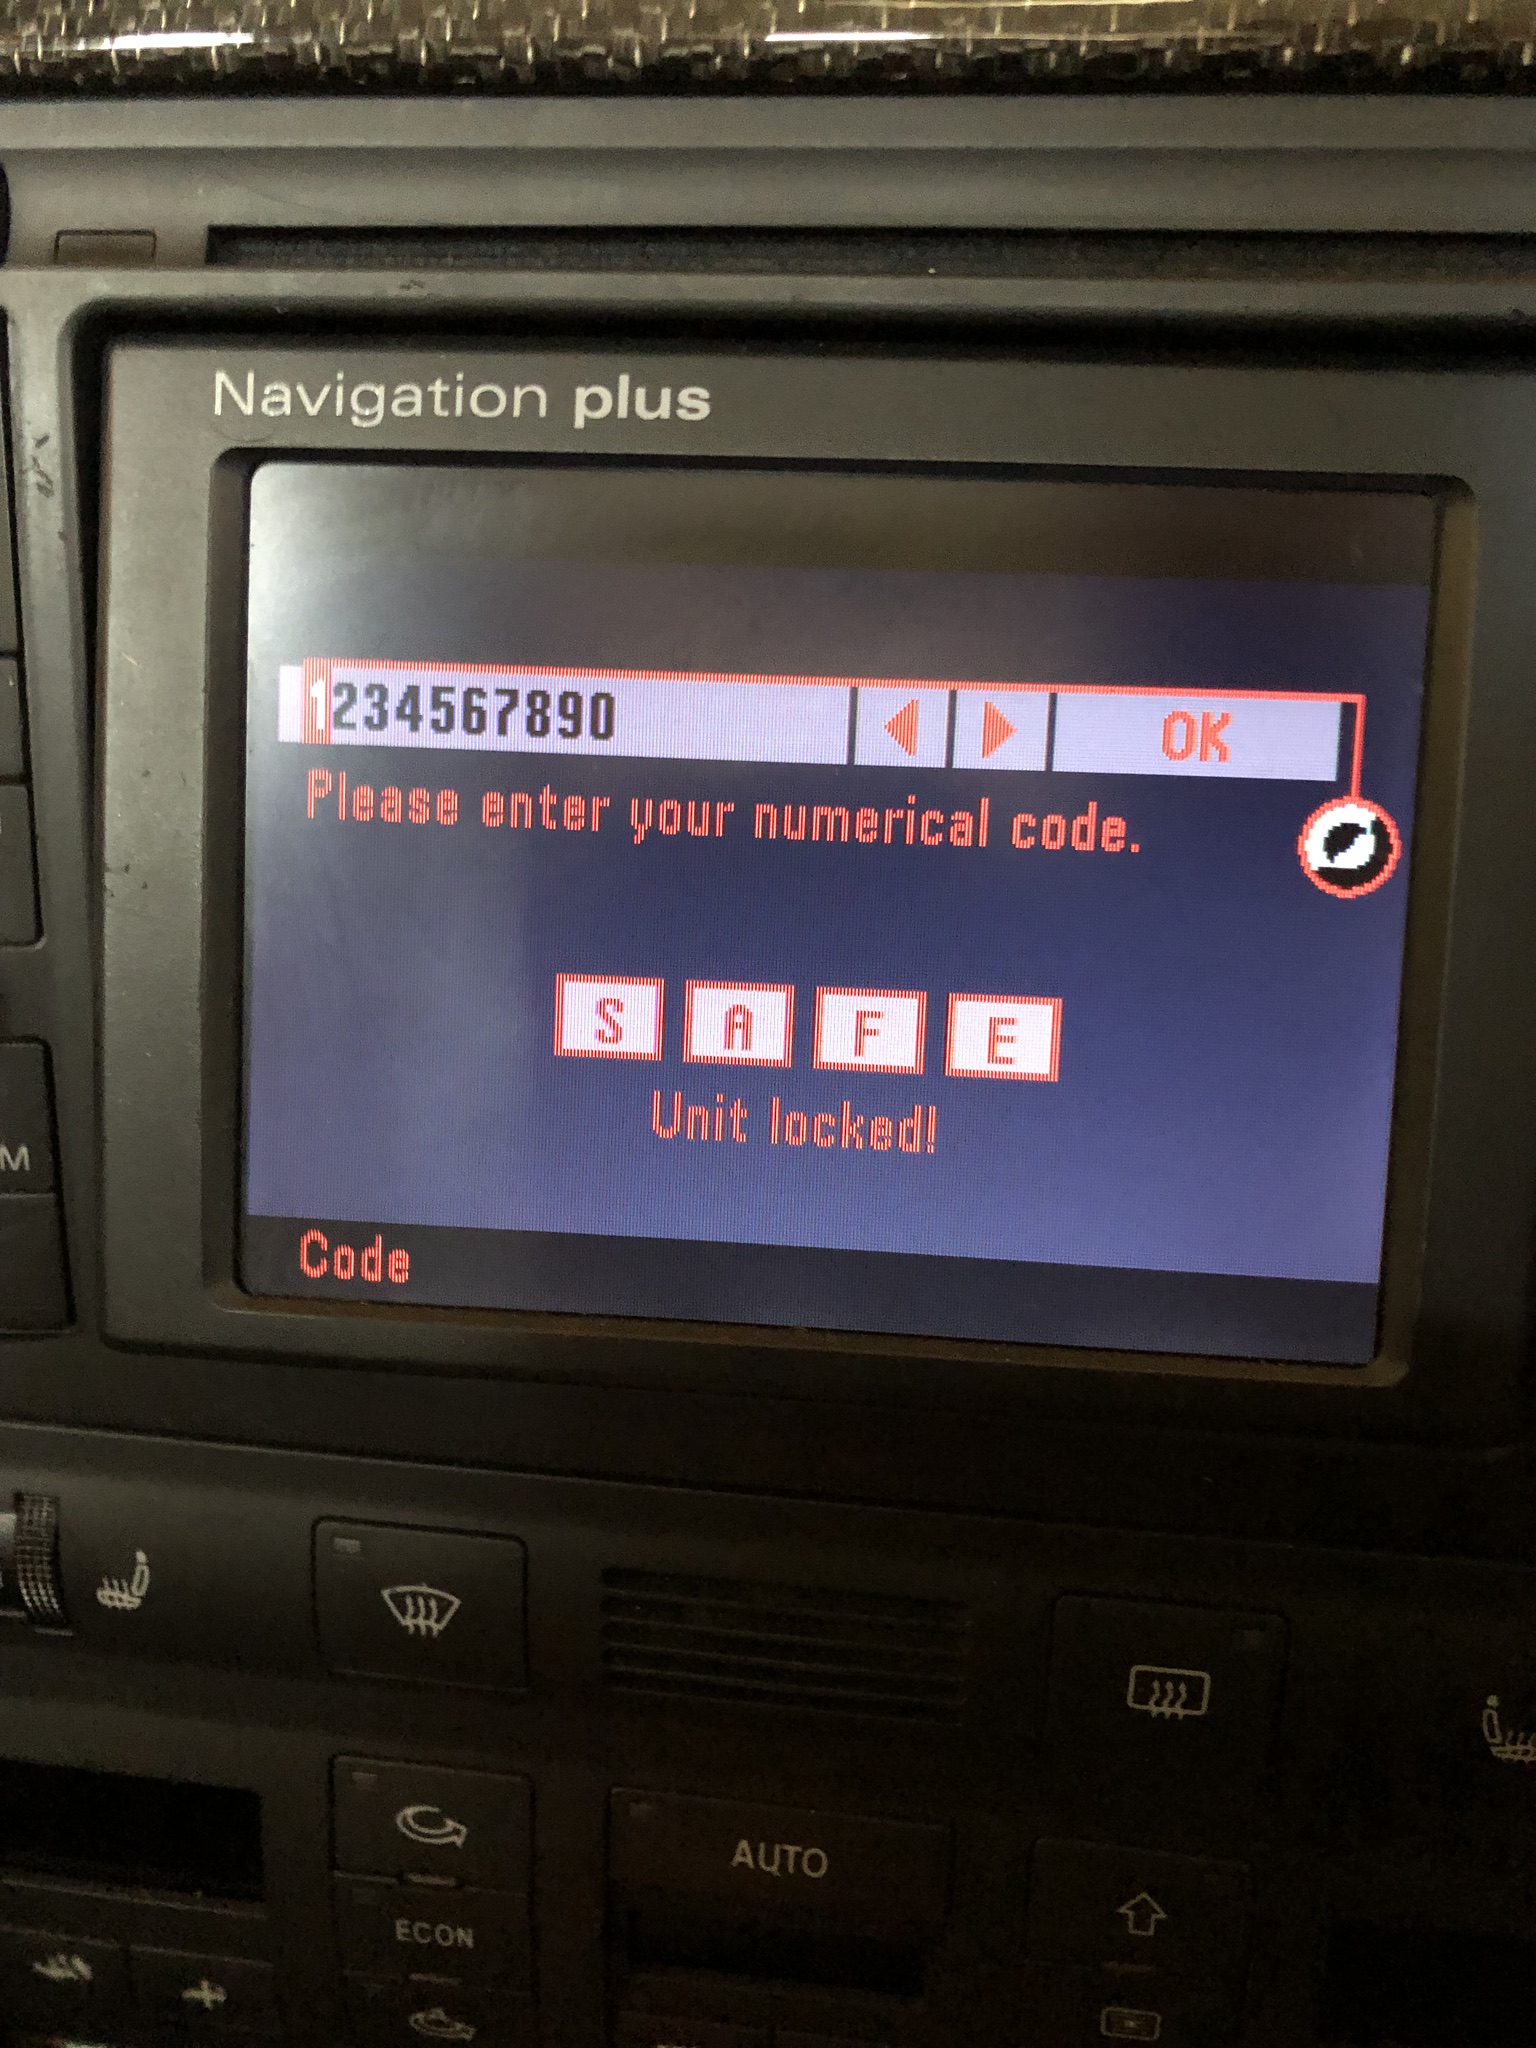 Navigation plus
1234567890 OK
Please enter your numerical code.
S A F E
Unit locked!
Code
M
AUTO
ECON